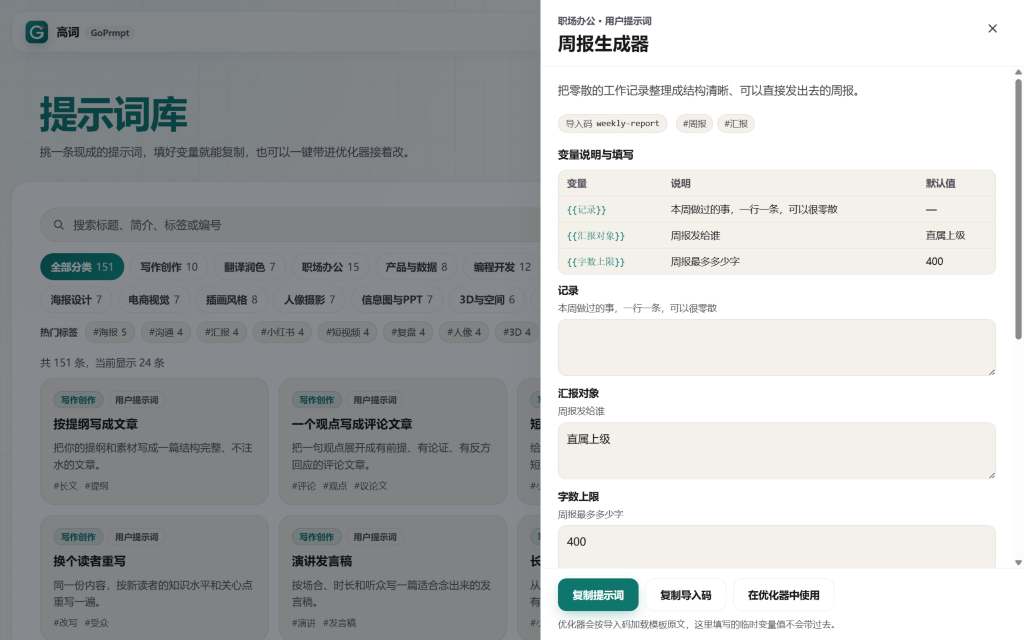 高词 GoPrmpt
提示词库
挑一条现成的提示词，填好变量就能复制，也可以一键带进优化器接着改。
搜索标题、简介、标签或编号
全部分类 151 写作创作 10 翻译润色 7 职场办公 15 产品与数据 8 编程开发 12
海报设计 7 电商视觉 7 插画风格 8 人像摄影 7 信息图与PPT 7 3D与空间 6
热门标签 #海报 5 #沟通 4 #汇报 4 #小红书 4 #短视频 4 #复盘 4 #人像 4 #3D 4
共 151 条，当前显示 24 条
写作创作 用户提示词
按提纲写成文章
把你的提纲和素材写成一篇结构完整、不注
水的文章。
#长文 #提纲
写作创作 用户提示词
一个观点写成评论文章
把一句观点展开成有前提、有论证、有反方
回应的评论文章。
#评论 #观点 #议论文
写作创作 用户提示词
换个读者重写
同一份内容，按新读者的知识水平和关心点
重写一遍。
#改写 #受众
写作创作 用户提示词
演讲发言稿
按场合、时长和听众写一篇适合念出来的发
言稿。
#演讲 #发言稿
职场办公・用户提示词
周报生成器
把零散的工作记录整理成结构清晰、可以直接发出去的周报。
导入码 weekly-report #周报 #汇报
变量说明与填写
变量 说明 默认值
{{记录}} 本周做过的事，一行一条，可以很零散 —
{{汇报对象}} 周报发给谁 直属上级
{{字数上限}} 周报最多多少字 400
记录
本周做过的事，一行一条，可以很零散
汇报对象
周报发给谁
直属上级
字数上限
周报最多多少字
400
复制提示词 复制导入码 在优化器中使用
优化器会按导入码加载模板原文，这里填写的临时变量值不会带过去。